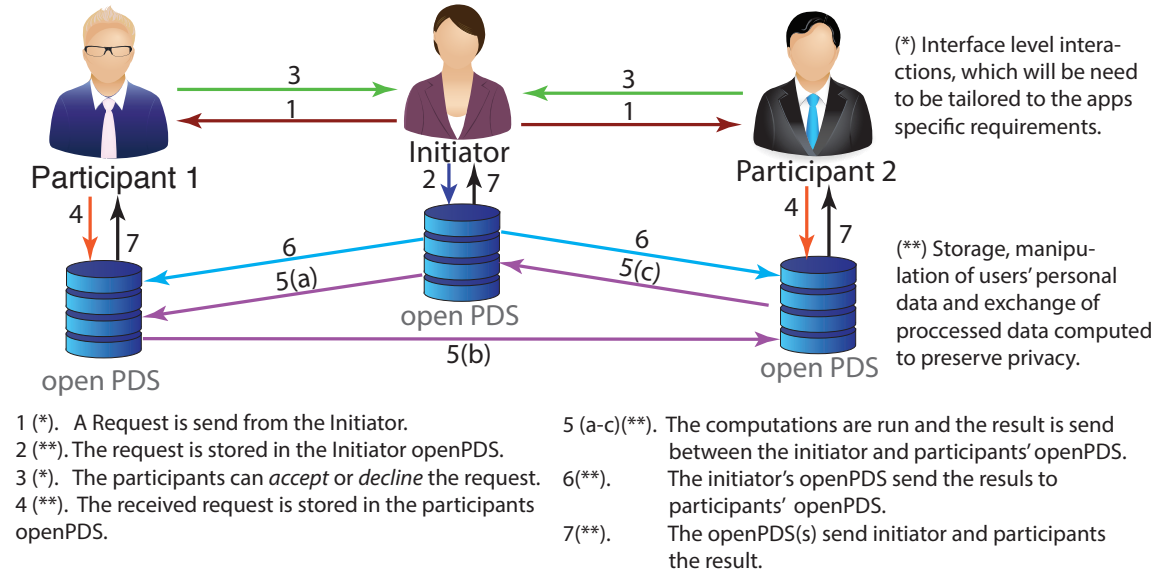 3
3
(*) Interface level intera-
ctions, which will be need
to be tailored to the apps
specific requirements.
1
1
Initiator
Participant 1
Participant 2
2
7
4
7
4
7
6
6
5(a)
5(c)
(**) Storage, manipu-
lation of users' personal
data and exchange of
proccessed data computed
to preserve privacy.
open PDS
5(b)
open PDS
open PDS
1 (*). A Request is send from the Initiator.
2 (**). The request is stored in the Initiator openPDS.
3 (*). The participants can accept or decline the request.
4 (**). The received request is stored in the participants
openPDS.
5 (a-c)(**). The computations are run and the result is send
between the initiator and participants' openPDS.
6(**). The initiator's openPDS send the resuls to
participants' openPDS.
7(**). The openPDS(s) send initiator and participants
the result.